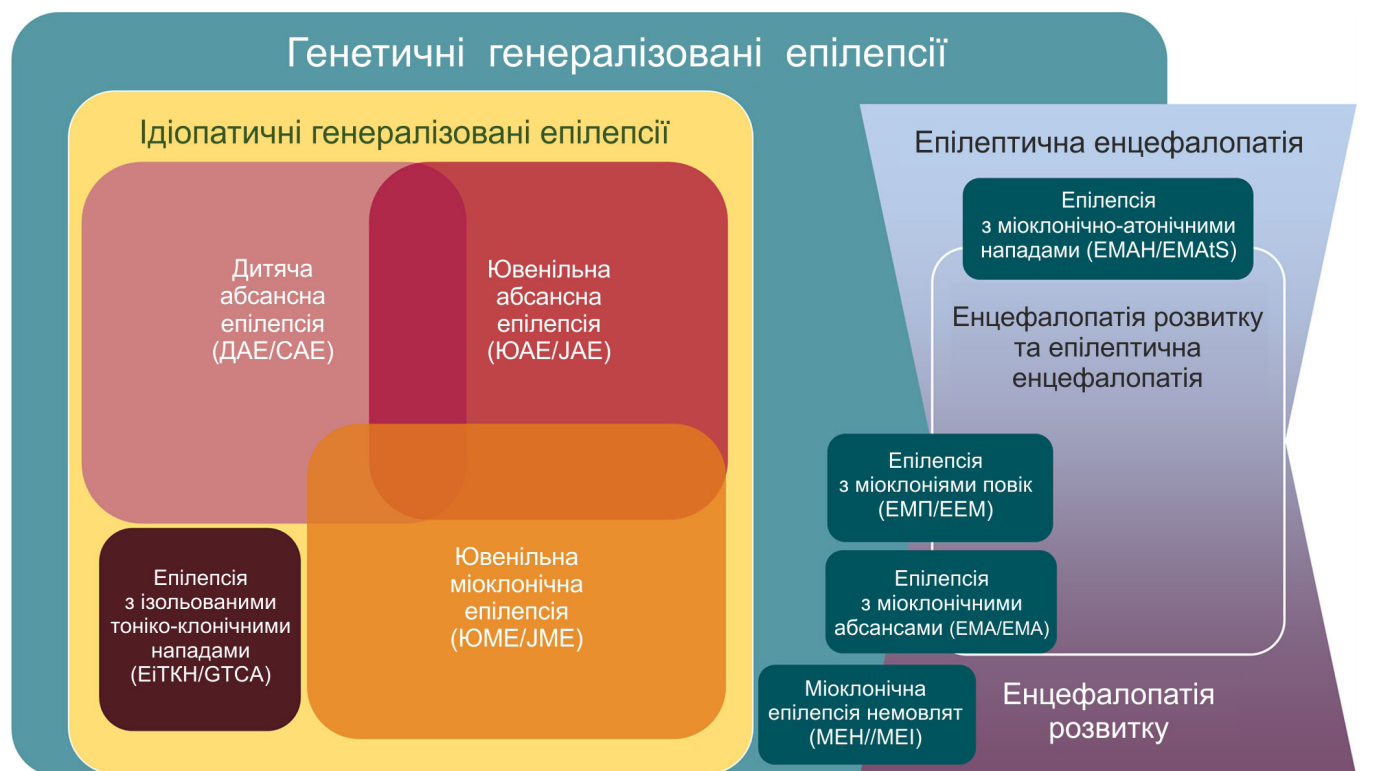 Генетичні генералізовані епілепсії
Ідіопатичні генералізовані епілепсії
Дитяча
абсансна
епілепсія
(ДАЕ/CAE)
Ювенільна
абсансна
епілепсія
(ЮАЕ/JAE)
Епілепсія
з ізольованими
тоніко-клонічними
нападами
(ЕіТКН/GTCA)
Ювенільна
міоклонічна
епілепсія
(ЮМЕ/JME)
Епілептична енцефалопатія
Епілепсія
з міоклонічно-атонічними
нападами (ЕМАН/EMAtS)
Енцефалопатія розвитку
та епілептична
енцефалопатія
Епілепсія
з міоклоніями повік
(ЕМП/EEM)
Епілепсія
з міоклонічними
абсансами (ЕМА/EMA)
Міоклонічна
епілепсія немовлят
(МЕН//MEI)
Енцефалопатія
розвитку